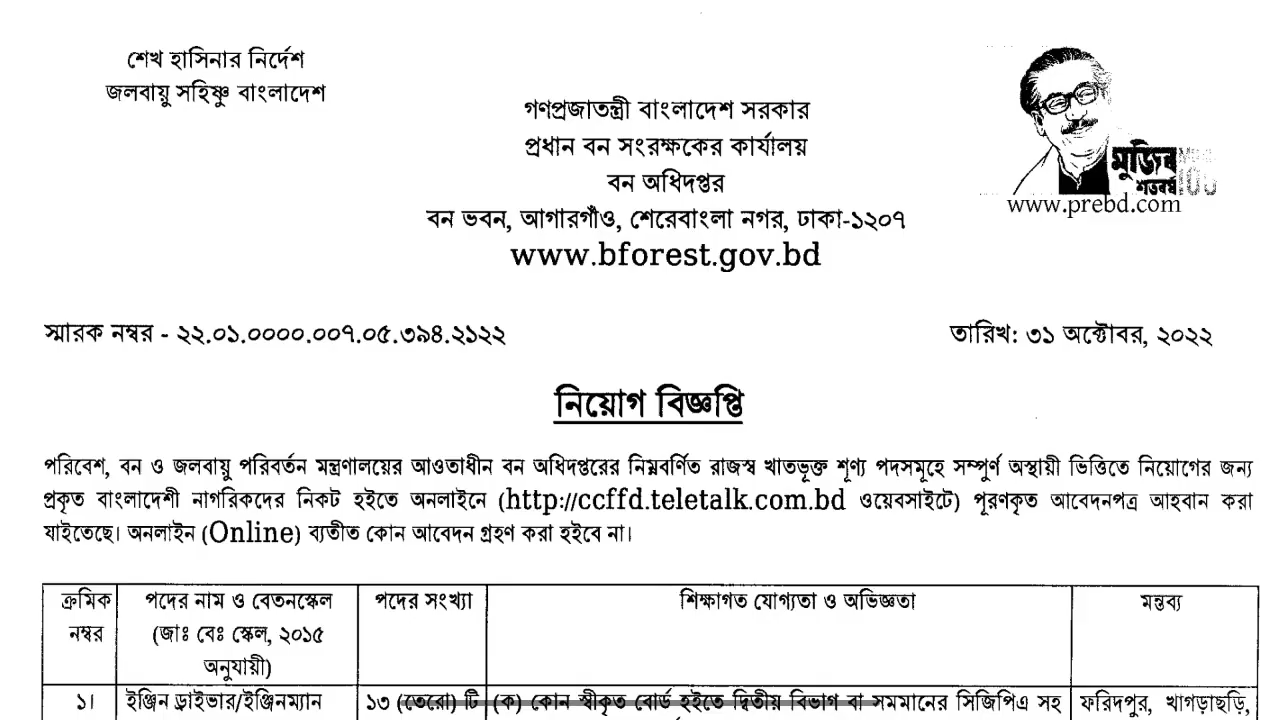 শেখ হাসিনার নির্দেশ
জলবায়ু সহিষ্ণু বাংলাদেশ
গণপ্রজাতন্ত্রী বাংলাদেশ সরকার
প্রধান বন সংরক্ষকের কার্যালয়
বন অধিদপ্তর
বন ভবন, আগারগাঁও, শেরেবাংলা নগর, ঢাকা-১২০৭
www.bforest.gov.bd
মুজিব
শতবর্ষ 100
www.prebd.com
স্মারক নম্বর - ২২.০১.০০০০.০০৭.০৫.৩৯৪.২১২২
তারিখ: ৩১ অক্টোবর, ২০২২
নিয়োগ বিজ্ঞপ্তি
পরিবেশ, বন ও জলবায়ু পরিবর্তন মন্ত্রণালয়ের আওতাধীন বন অধিদপ্তরের নিম্নবর্ণিত রাজস্ব খাতভূক্ত শূণ্য পদসমূহে সম্পুর্ণ অস্থায়ী ভিত্তিতে নিয়োগের জন্য
প্রকৃত বাংলাদেশী নাগরিকদের নিকট হইতে অনলাইনে (http://ccffd.teletalk.com.bd ওয়েবসাইটে) পূরণকৃত আবেদনপত্র আহবান করা
যাইতেছে। অনলাইন (Online) ব্যতীত কোন আবেদন গ্রহণ করা হইবে না।
ক্রমিক নম্বর
পদের নাম ও বেতনস্কেল
(জাঃ বেঃ স্কেল, ২০১৫
অনুযায়ী)
পদের সংখ্যা
শিক্ষাগত যোগ্যতা ও অভিজ্ঞতা
মন্তব্য
১। ইঞ্জিন ড্রাইভার/ইঞ্জিনম্যান ১৩ (তেরো) টি (ক) কোন স্বীকৃত বোর্ড হইতে দ্বিতীয় বিভাগ বা সমমানের সিজিপিএ সহ ফরিদপুর, খাগড়াছড়ি,